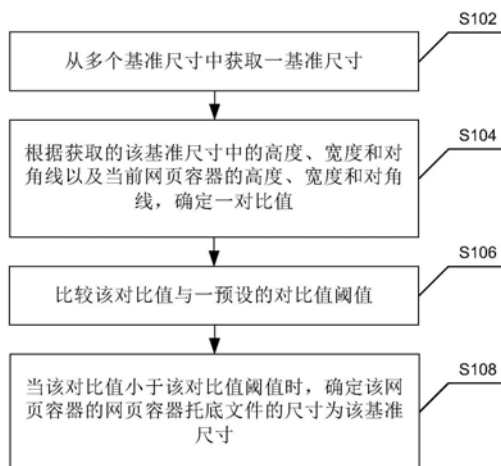 S102
从多个基准尺寸中获取一基准尺寸
S104
根据获取的该基准尺寸中的高度、宽度和对
角线以及当前网页容器的高度、宽度和对角
线，确定一对比值
S106
比较该对比值与一预设的对比值阈值
S108
当该对比值小于该对比值阈值时，确定该网
页容器的网页容器托底文件的尺寸为该基准
尺寸